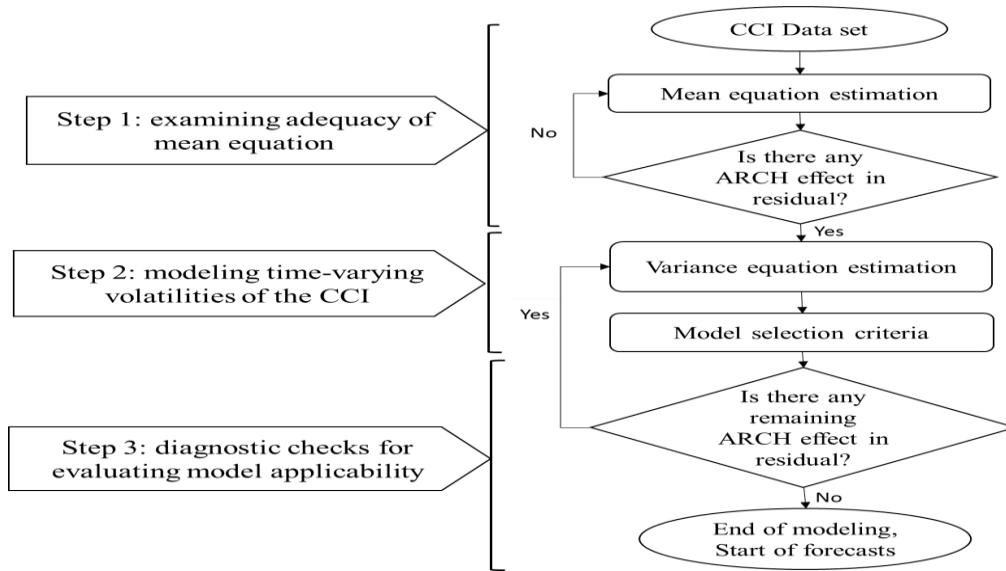 CCI Data set
Step 1: examining adequacy of
mean equation
Mean equation estimation
No
Is there any
ARCH effect in
residual?
Yes
Step 2: modeling time-varying
volatilities of the CCI
Variance equation estimation
Yes
Model selection criteria
Step 3: diagnostic checks for
evaluating model applicability
Is there any
remaining
ARCH effect in
residual?
No
End of modeling,
Start of forecasts